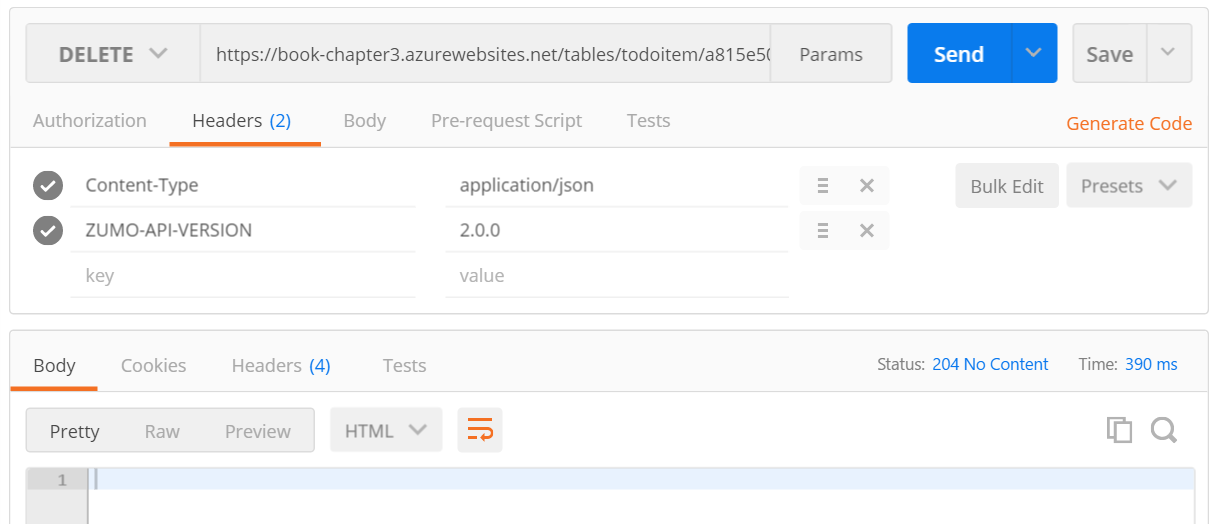 DELETE https://book-chapter3.azurewebsites.net/tables/todoitem/a815e50 Params Send Save
Authorization Headers (2) Body Pre-request Script Tests Generate Code
Content-Type application/json Bulk Edit Presets
ZUMO-API-VERSION 2.0.0
key value
Body Cookies Headers (4) Tests Status: 204 No Content Time: 390 ms
Pretty Raw Preview HTML
1